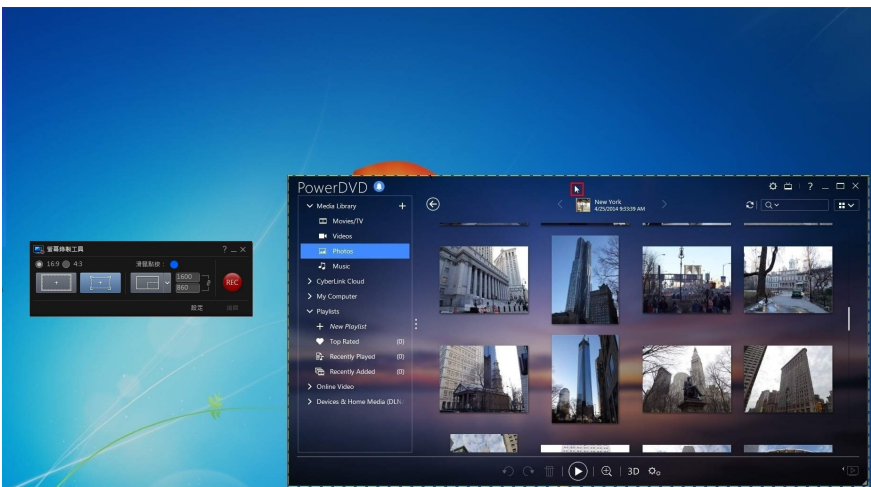 PowerDVD
Media Library
Movies/TV
Videos
Photos
Music
CyberLink Cloud
My Computer
Playlists
New Playlist
Top Rated (0)
Recently Played (0)
Recently Added (0)
Online Video
Devices & Home Media (DLN
New York
4/25/2014 9:33:39 AM
3D
螢幕錄製工具
16:9 4:3 滑鼠點按：
1600
860
REC
設定